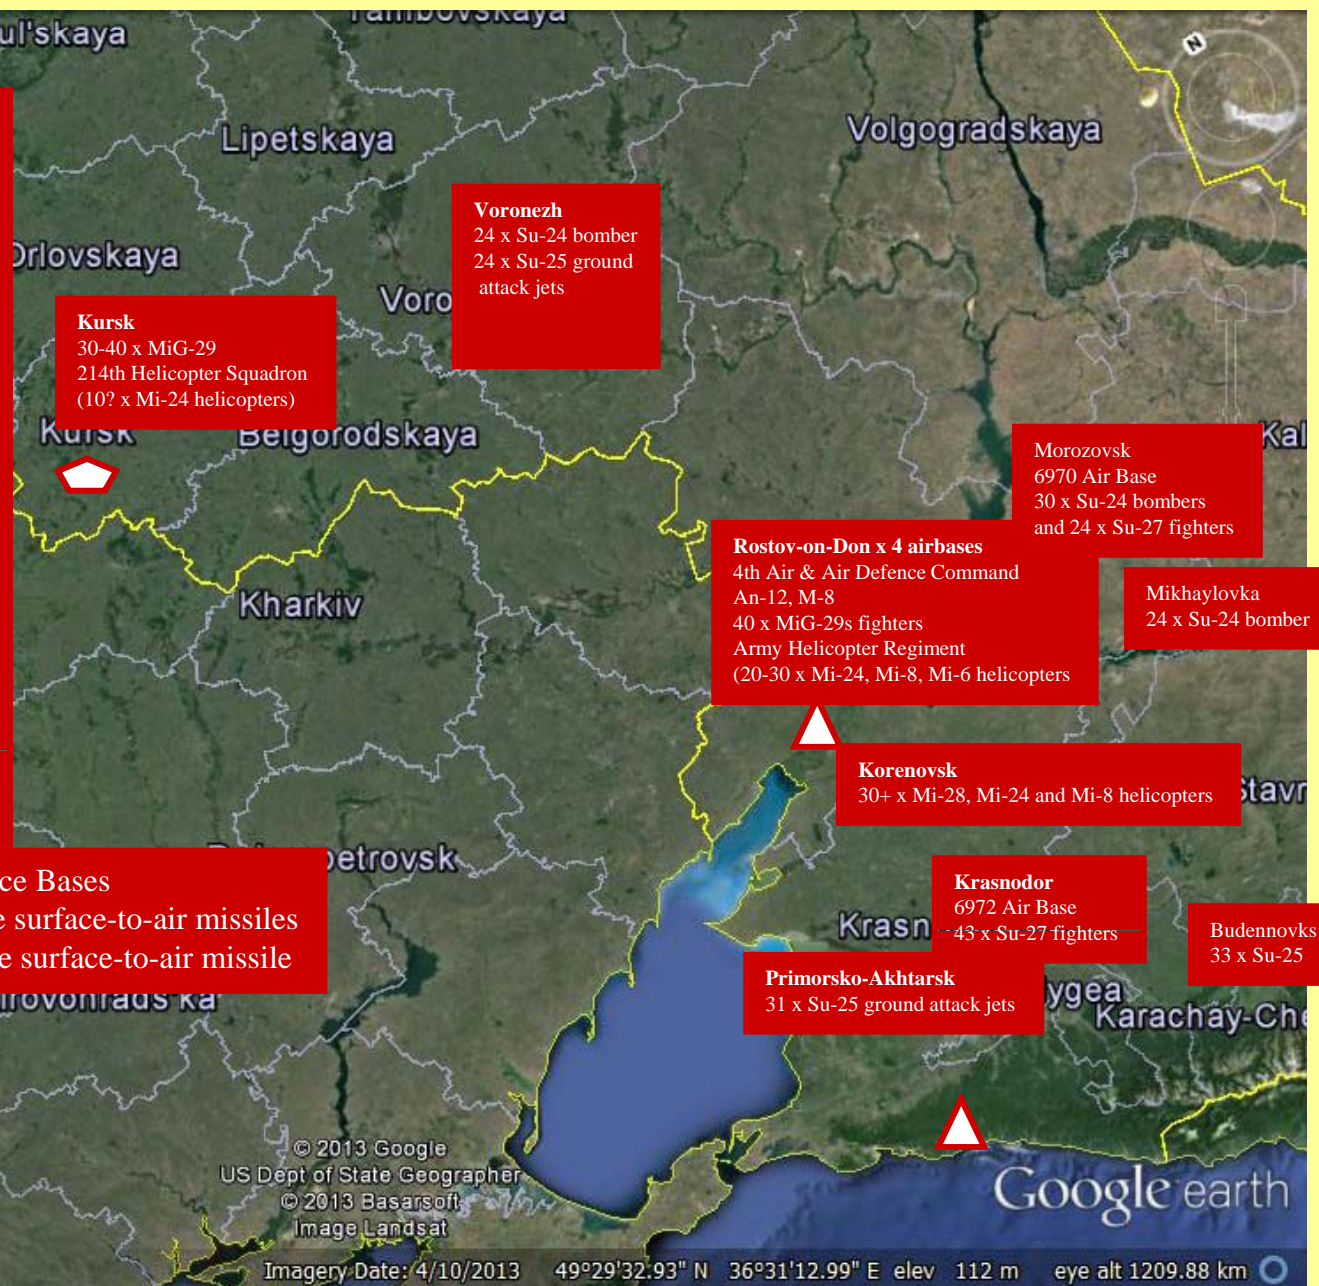 ul'skaya
Tambovskaya
Lipetskaya
Volgogradskaya
N
Orlovskaya
Voro
Voronezh
24 x Su-24 bomber
24 x Su-25 ground
attack jets
Kursk
30-40 x MiG-29
214th Helicopter Squadron
(10? x Mi-24 helicopters)
Kursk
Belgorodskaya
Kal
Morozovsk
6970 Air Base
30 x Su-24 bombers
and 24 x Su-27 fighters
Rostov-on-Don x 4 airbases
4th Air & Air Defence Command
An-12, M-8
40 x MiG-29s fighters
Army Helicopter Regiment
(20-30 x Mi-24, Mi-8, Mi-6 helicopters
Kharkiv
Mikhaylovka
24 x Su-24 bomber
Korenovsk
30+ x Mi-28, Mi-24 and Mi-8 helicopters
Stavr
petrovsk
ce Bases
e surface-to-air missiles
e surface-to-air missile
irovohrads'ka
Krasnodor
6972 Air Base
43 x Su-27 fighters
Krasn
Budennovks
33 x Su-25
Primorsko-Akhtarsk
31 x Su-25 ground attack jets
ygea
Karachay-Che
© 2013 Google
US Dept of State Geographer
© 2013 Basarsoft
Image Landsat
Google earth
Imagery Date: 4/10/2013 49°29'32.93" N 36°31'12.99" E elev 112 m eye alt 1209.88 km